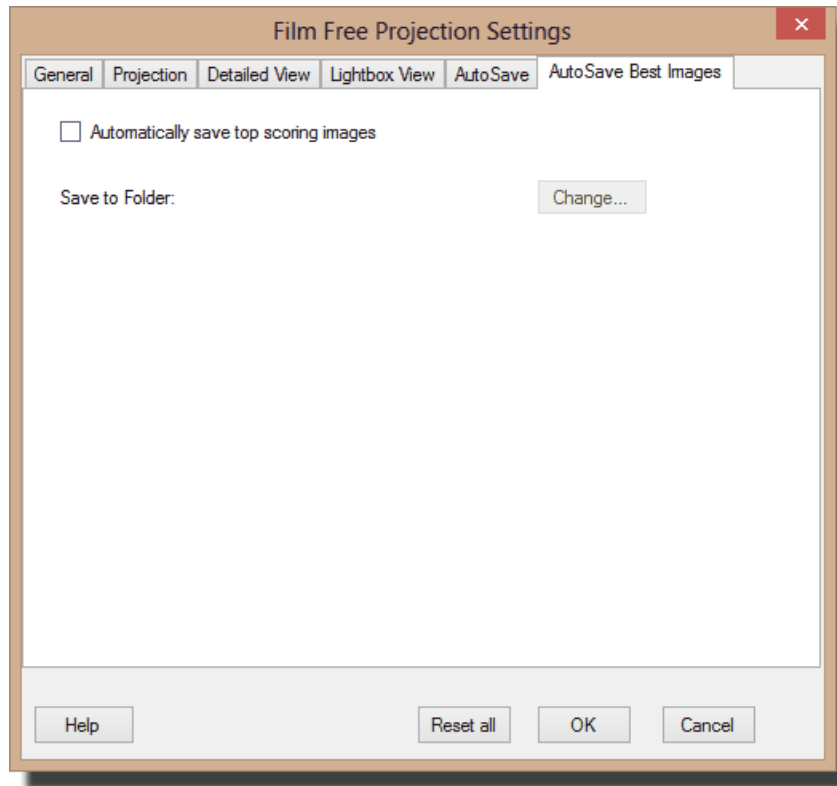 Film Free Projection Settings
General Projection Detailed View Lightbox View AutoSave AutoSave Best Images
Automatically save top scoring images
Save to Folder: Change...
Help Reset all OK Cancel